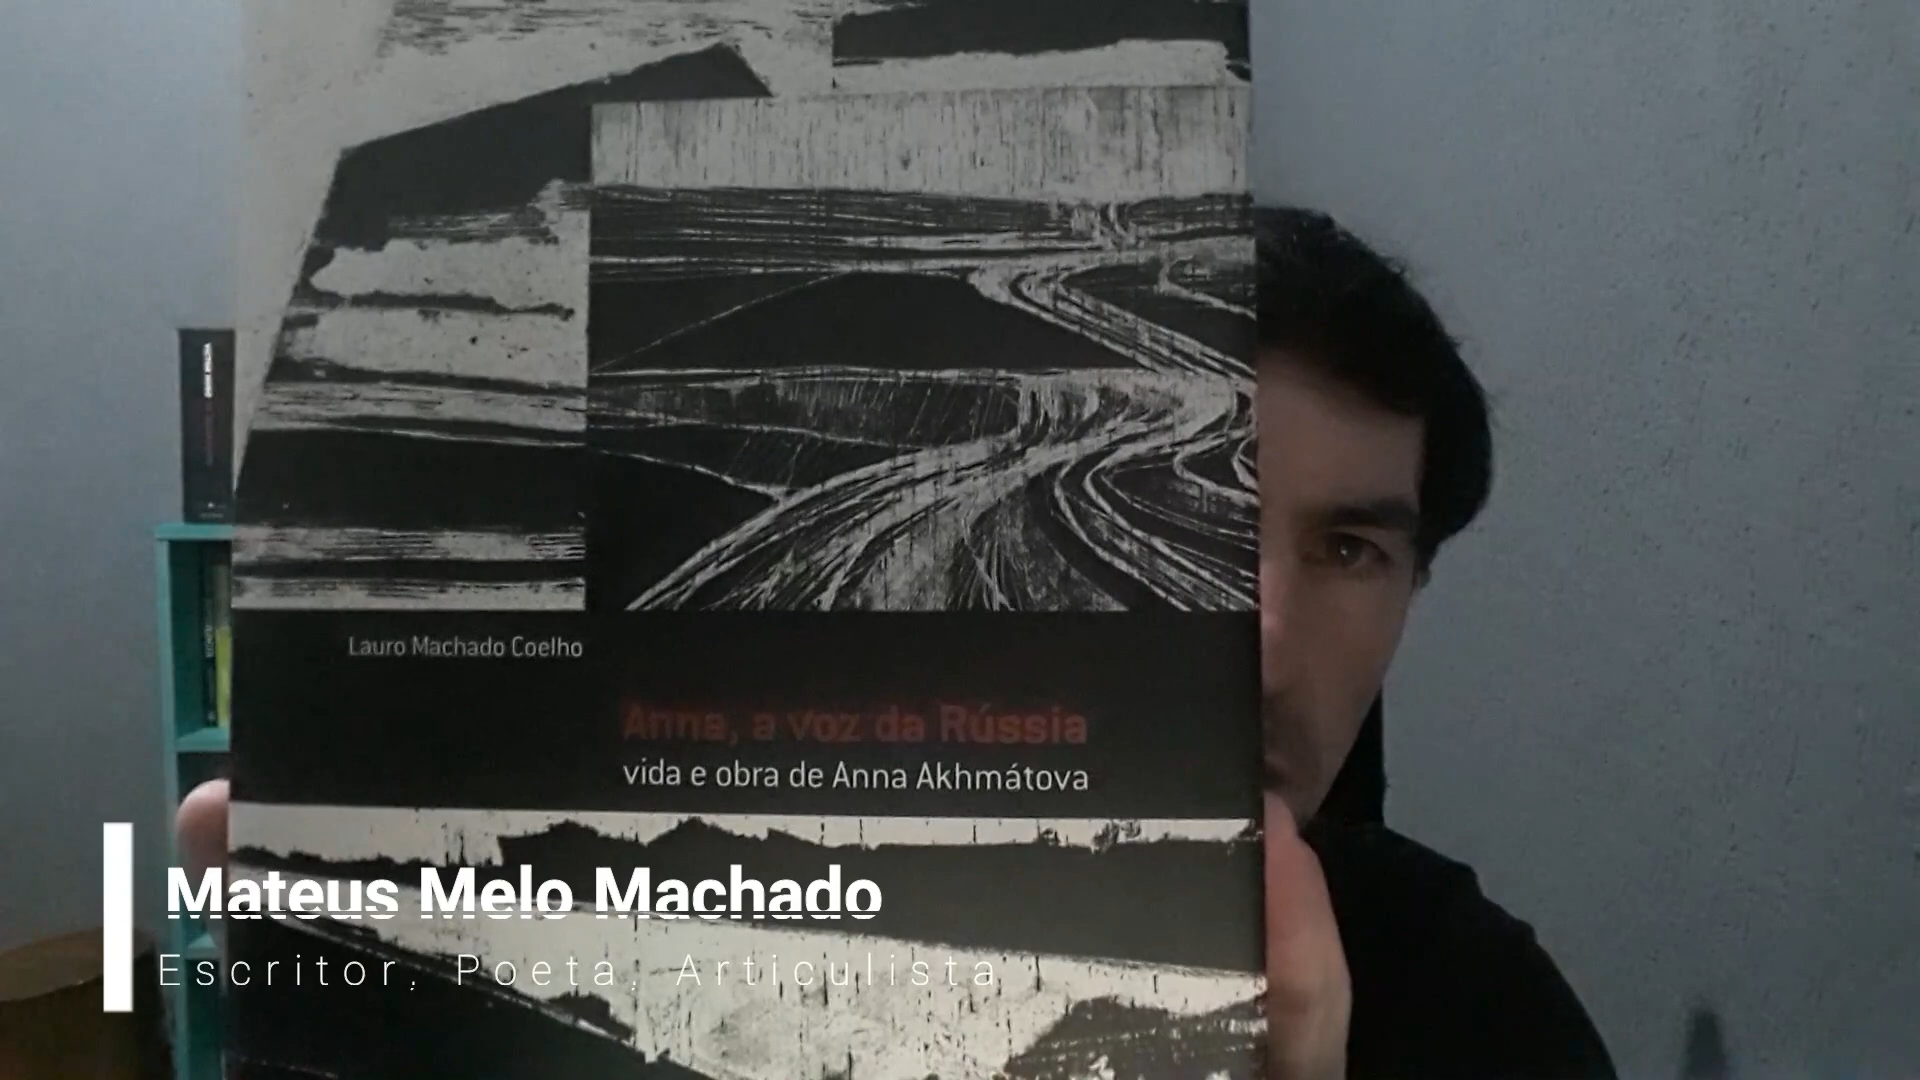 Lauro Machado Coelho
Anna, a voz da Rússia
vida e obra de Anna Akhmátova
Mateus Melo Machado
Escritor, Poeta, Articulista